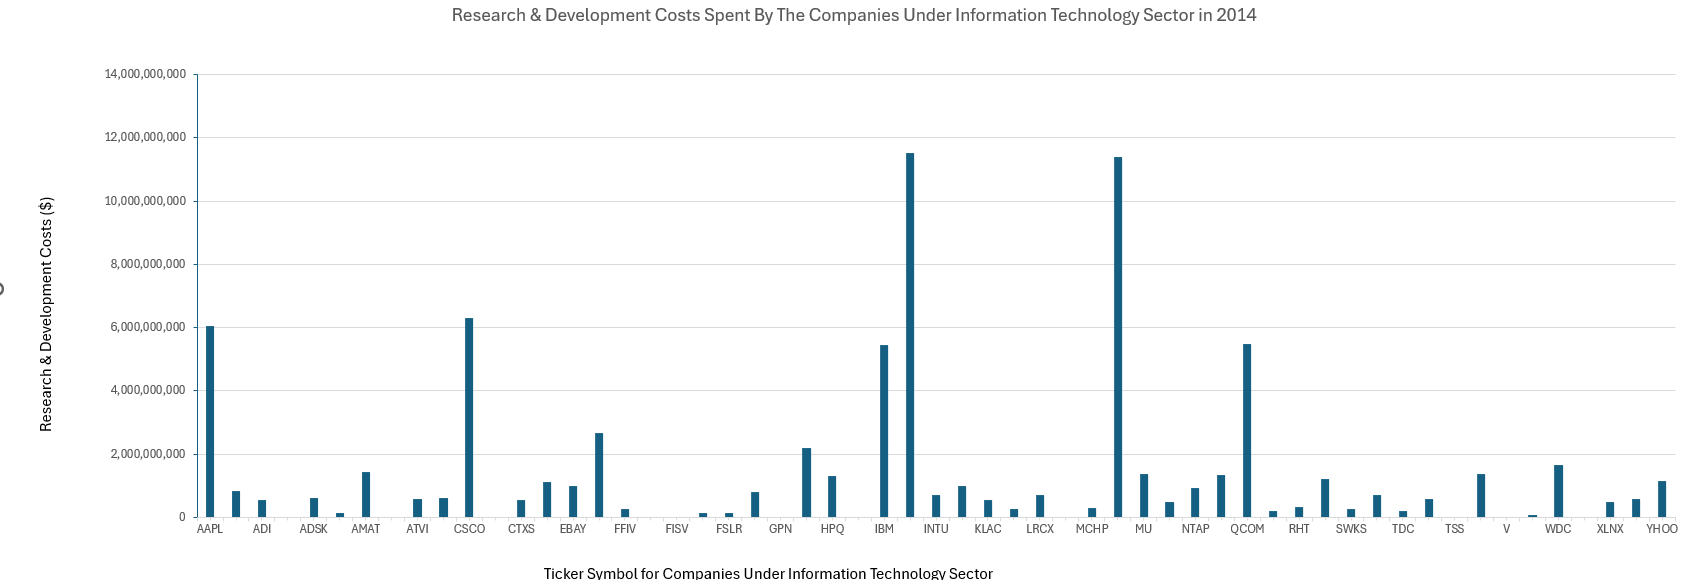 Research & Development Costs Spent By The Companies Under Information Technology Sector in 2014
Research & Development Costs ($)
14,000,000,000
12,000,000,000
10,000,000,000
8,000,000,000
6,000,000,000
4,000,000,000
2,000,000,000
0
AAPL ADI ADSK AMAT ATVI CSCO CTXS EBAY FFIV FISV FSLR GPN HPQ IBM INTU KLAC LRCX MCHP MU NTAP QCOM RHT SWKS TDC TSS V WDC XLNX YHOO
Ticker Symbol for Companies Under Information Technology Sector